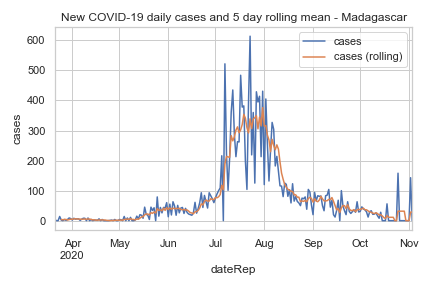 New COVID-19 daily cases and 5 day rolling mean - Madagascar
cases
cases (rolling)
600
500
400
300
200
100
0
cases
Apr May Jun Jul Aug Sep Oct Nov
2020
dateRep